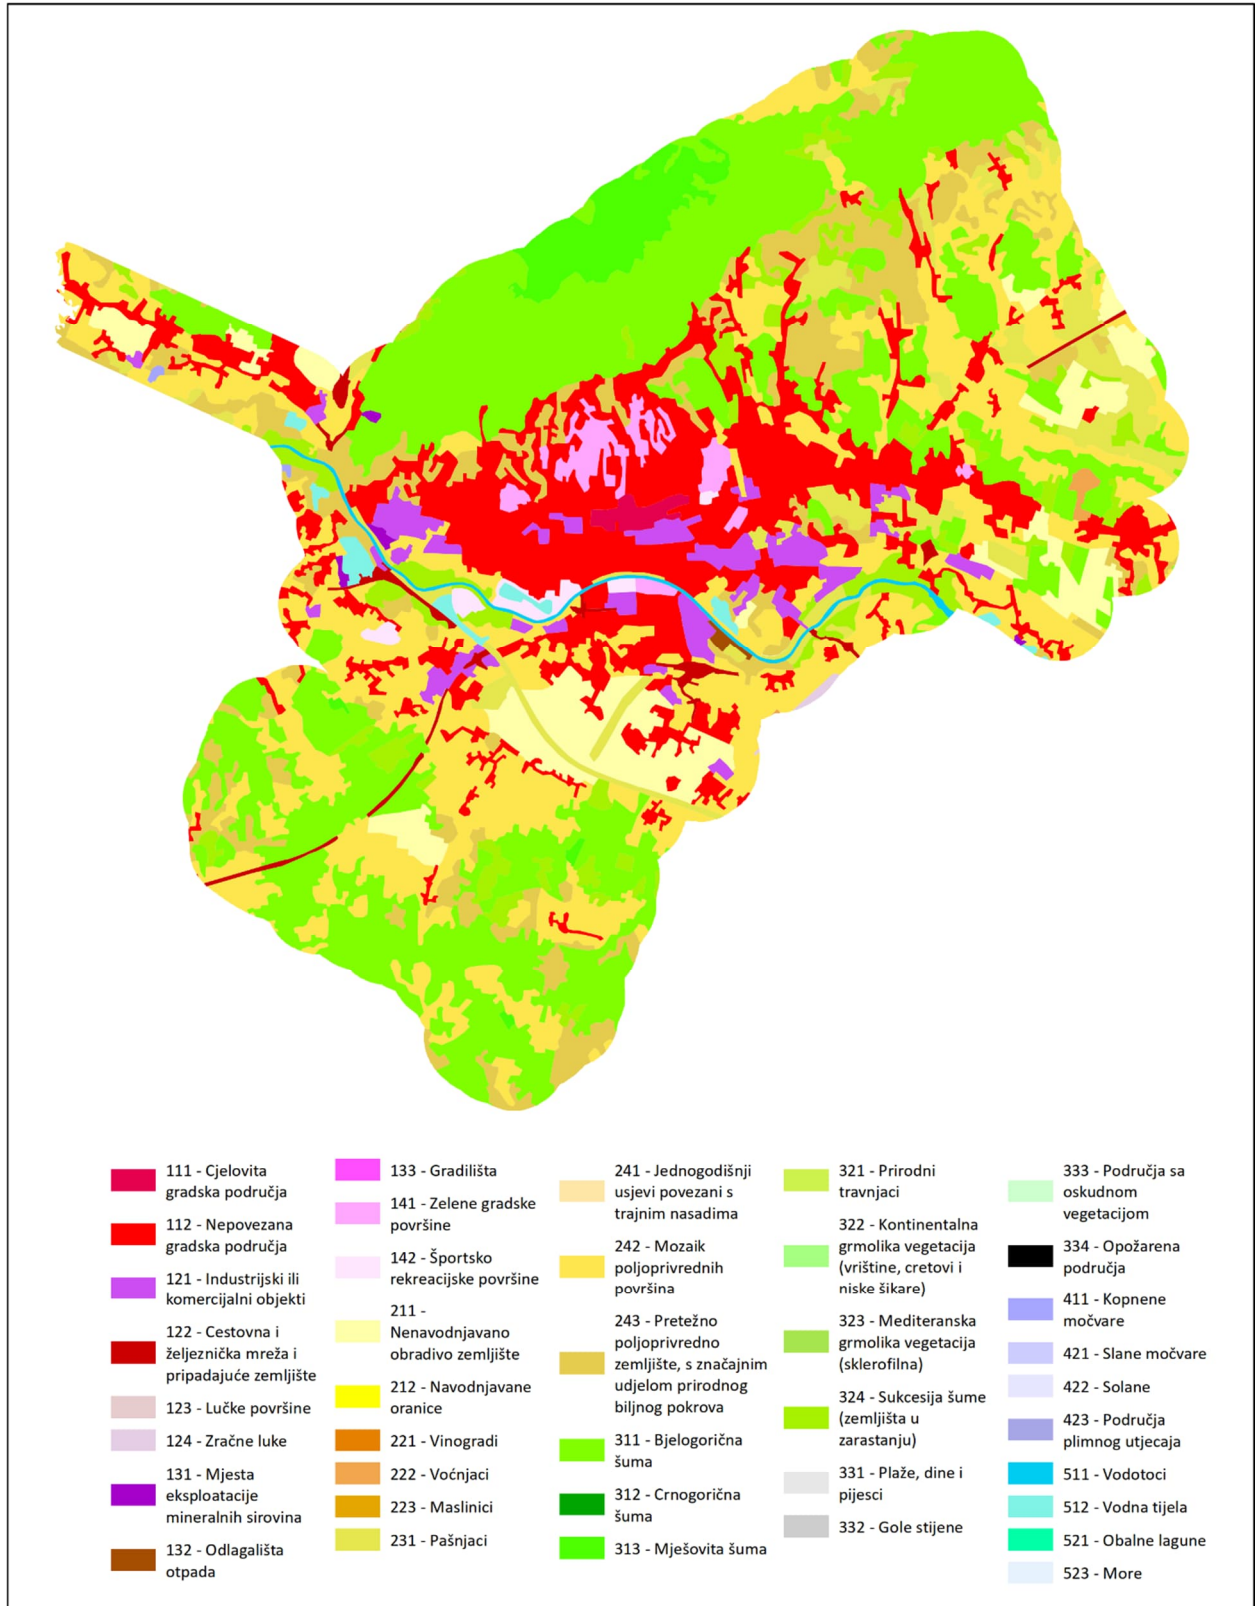 111 - Cjelovita
gradska područja
112 - Nepovezana
gradska područja
121 - Industrijski ili
komercijalni objekti
122 - Cestovna i
željeznička mreža i
pripadajuće zemljište
123 - Lučke površine
124 - Zračne luke
131 - Mjesta
eksploatacije
mineralnih sirovina
132 - Odlagališta
otpada
133 - Gradilišta
141 - Zelene gradske
površine
142 - Športsko
rekreacijske površine
211 -
Nenavodnjavano
obradivo zemljište
212 - Navodnjavane
oranice
221 - Vinogradi
222 - Voćnjaci
223 - Maslinici
231 - Pašnjaci
241 - Jednogodišnji
usjevi povezani s
trajnim nasadima
242 - Mozaik
poljoprivrednih
površina
243 - Pretežno
poljoprivredno
zemljište, s značajnim
udjelom prirodnog
biljnog pokrova
311 - Bjelogorična
šuma
312 - Crnogorična
šuma
313 - Mješovita šuma
321 - Prirodni
travnjaci
322 - Kontinentalna
grmolika vegetacija
(vrištine, cretovi i
niske šikare)
323 - Mediteranska
grmolika vegetacija
(sklerofilna)
324 - Sukcesija šume
(zemljišta u
zarastanju)
331 - Plaže, dine i
pijesci
332 - Gole stijene
333 - Područja sa
oskudnom
vegetacijom
334 - Opožarena
područja
411 - Kopnene
močvare
421 - Slane močvare
422 - Solane
423 - Područja
plimnog utjecaja
511 - Vodotoci
512 - Vodna tijela
521 - Obalne lagune
523 - More